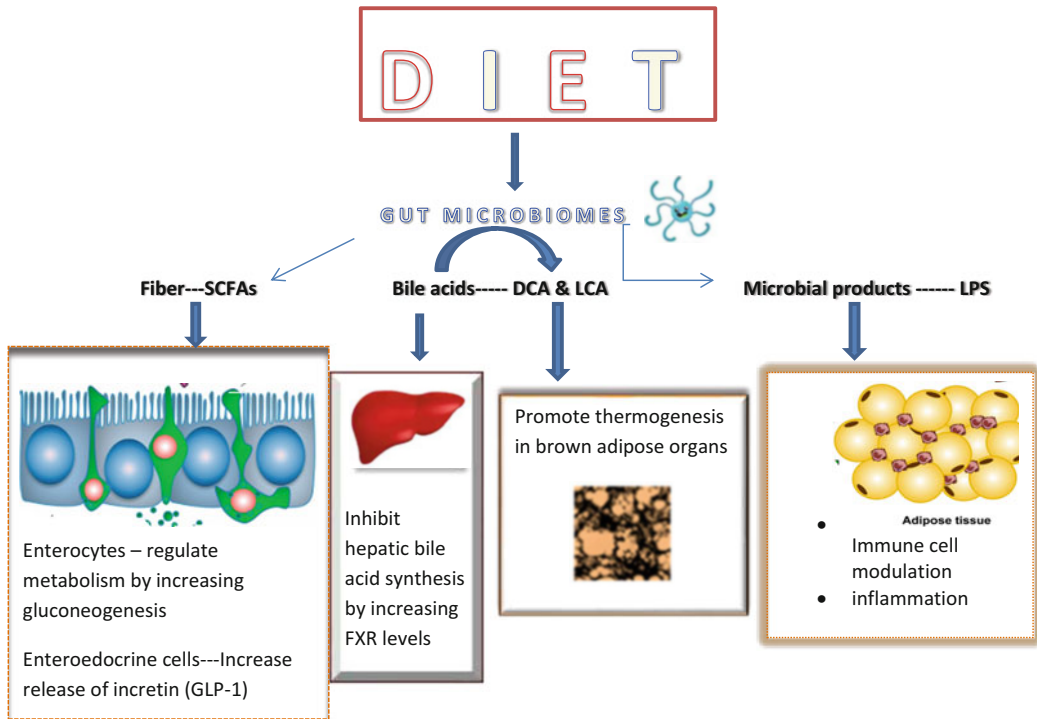 D I E T
GUT MICROBIOMES
Fiber---SCFAs
Bile acids----- DCA & LCA
Microbial products ------ LPS
Enterocytes – regulate
metabolism by increasing
gluconeogenesis
Enteroedocrine cells---Increase
release of incretin (GLP-1)
Inhibit
hepatic bile
acid synthesis
by increasing
FXR levels
Promote thermogenesis
in brown adipose organs
Adipose tissue
• Immune cell
modulation
• inflammation